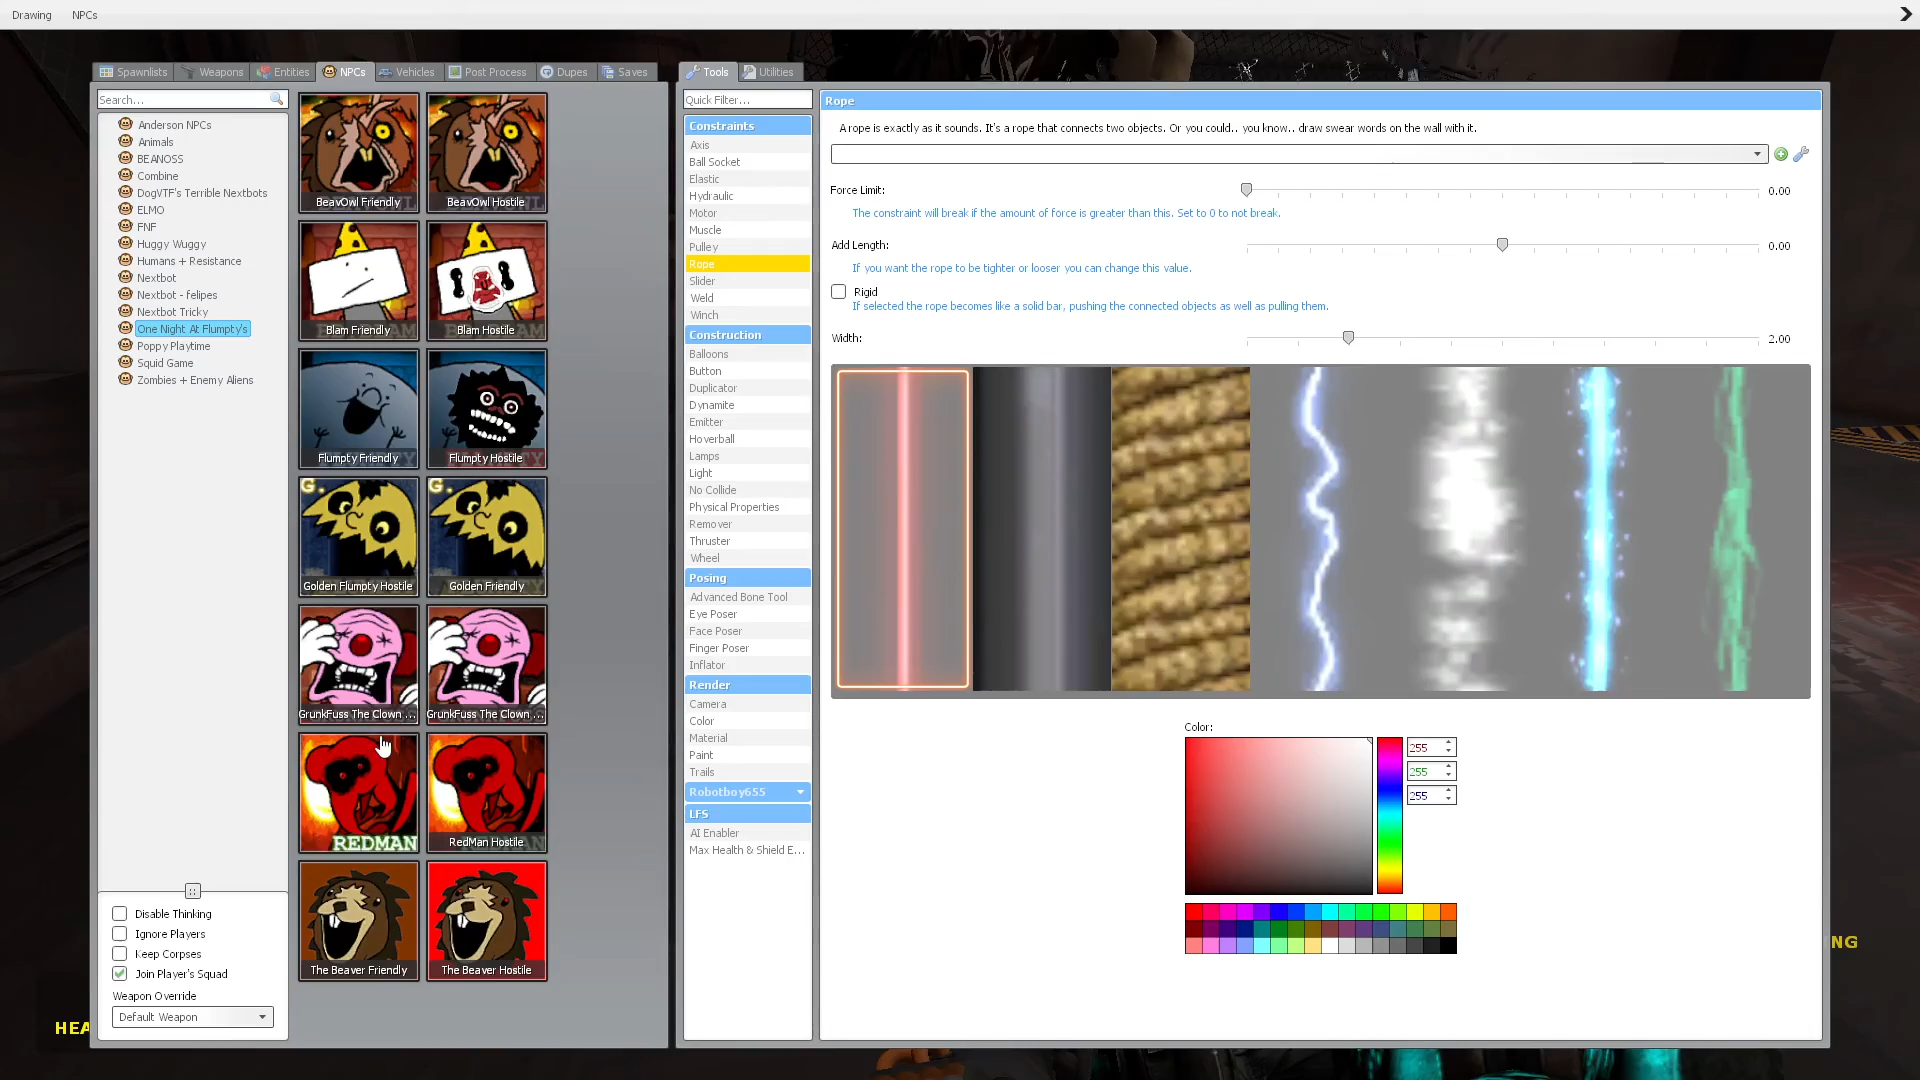 Drawing NPCs
Spawnlists Weapons Entities NPCs Vehicles Post Process Dupes Saves
Search...
Anderson NPCs
Animals
BEANOSS
Combine
DogVTF's Terrible Nextbots
ELMO
FNF
Huggy Wuggy
Humans + Resistance
Nextbot
Nextbot - felipes
Nextbot Tricky
One Night At Flumpty's
Poppy Playtime
Squid Game
Zombies + Enemy Aliens
Disable Thinking
Ignore Players
Keep Corpses
Join Player's Squad
Weapon Override
Default Weapon
BeavOwl Friendly
BeavOwl Hostile
Blam Friendly
Blam Hostile
Flumpty Friendly
Flumpty Hostile
G.
Golden Flumpty Hostile
G.
Golden Friendly
GrunkFuss The Clown ...
GrunkFuss The Clown ...
REDMAN
RedMan Hostile
The Beaver Friendly
The Beaver Hostile
Tools Utilities
Quick Filter...
Constraints
Axis
Ball Socket
Elastic
Hydraulic
Motor
Muscle
Pulley
Rope
Slider
Weld
Winch
Construction
Balloons
Button
Duplicator
Dynamite
Emitter
Hoverball
Lamps
Light
No Collide
Physical Properties
Remover
Thruster
Wheel
Posing
Advanced Bone Tool
Eye Poser
Face Poser
Finger Poser
Inflator
Render
Camera
Color
Material
Paint
Trails
Robotboy655
LFS
AI Enabler
Max Health & Shield E...
Rope
A rope is exactly as it sounds. It's a rope that connects two objects. Or you could.. you know.. draw swear words on the wall with it.
Force Limit: 0.00
The constraint will break if the amount of force is greater than this. Set to 0 to not break.
Add Length: 0.00
If you want the rope to be tighter or looser you can change this value.
Rigid
If selected the rope becomes like a solid bar, pushing the connected objects as well as pulling them.
Width: 2.00
Color:
255
255
255
HEA
NG